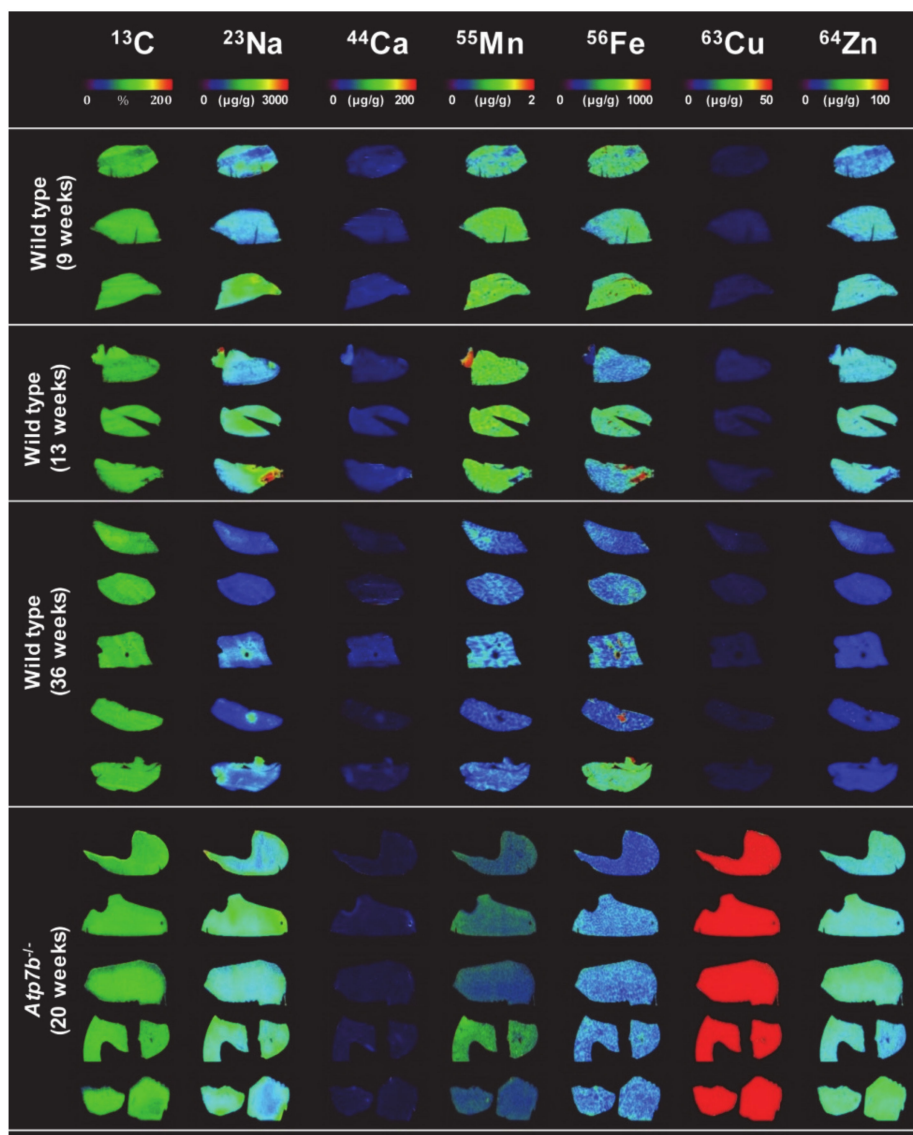 ¹³C ²³Na ⁴⁴Ca ⁵⁵Mn ⁵⁶Fe ⁶³Cu ⁶⁴Zn
0 % 200 0 (µg/g) 3000 0 (µg/g) 200 0 (µg/g) 2 0 (µg/g) 1000 0 (µg/g) 50 0 (µg/g) 100
Wild type
(9 weeks)
Wild type
(13 weeks)
Wild type
(36 weeks)
Atp7b⁻/⁻
(20 weeks)